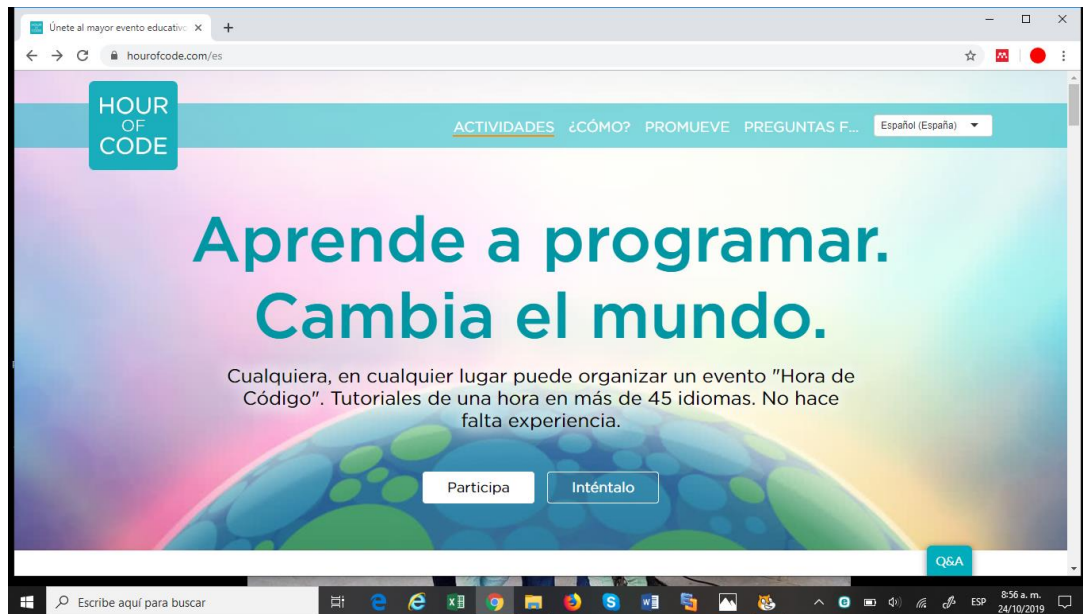 Únete al mayor evento educativo
hourofcode.com/es
HOUR
OF
CODE
ACTIVIDADES ¿CÓMO? PROMUEVE PREGUNTAS F... Español (España)
Aprende a programar.
Cambia el mundo.
Cualquiera, en cualquier lugar puede organizar un evento "Hora de
Código". Tutoriales de una hora en más de 45 idiomas. No hace
falta experiencia.
Participa Inténtalo
Q&A
Escribe aquí para buscar
ESP
8:56 a. m.
24/10/2019